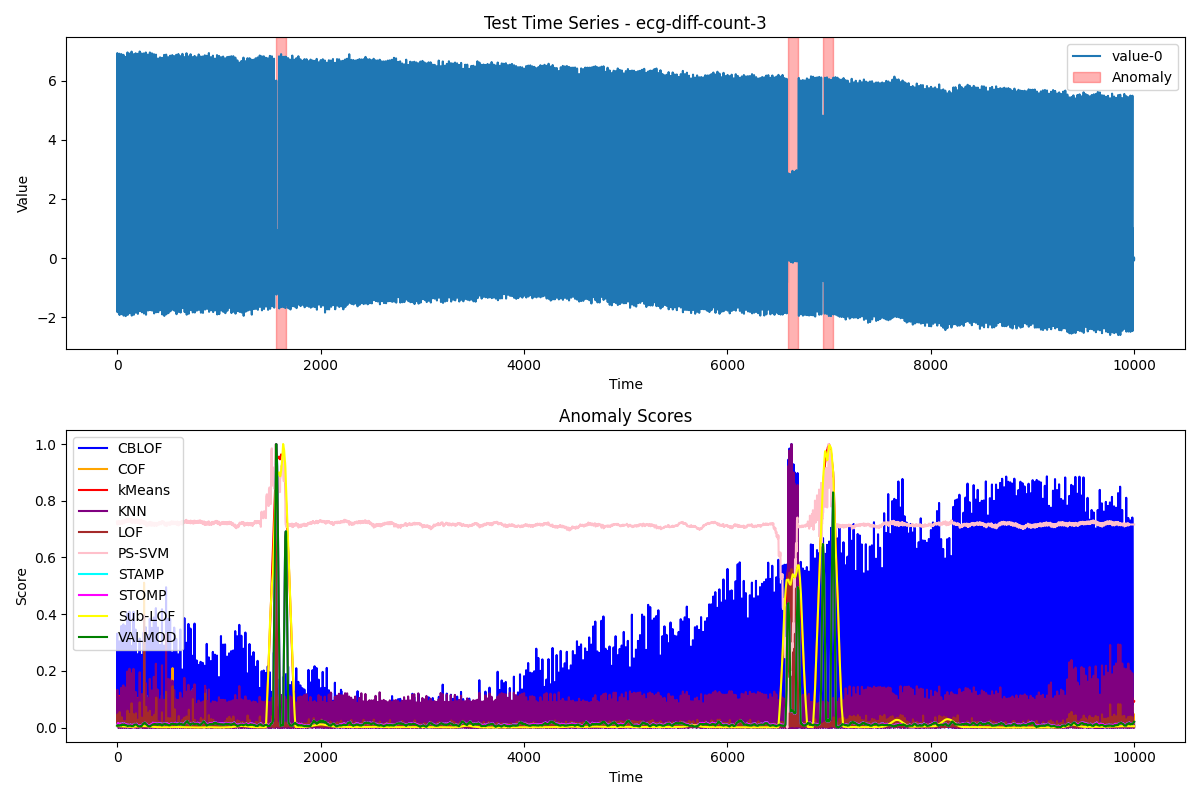 Test Time Series - ecg-diff-count-3
Value
6
4
2
0
−2
0 2000 4000 6000 8000 10000
Time
value-0
Anomaly
Anomaly Scores
Score
1.0
0.8
0.6
0.4
0.2
0.0
0 2000 4000 6000 8000 10000
Time
CBLOF
COF
kMeans
KNN
LOF
PS-SVM
STAMP
STOMP
Sub-LOF
VALMOD